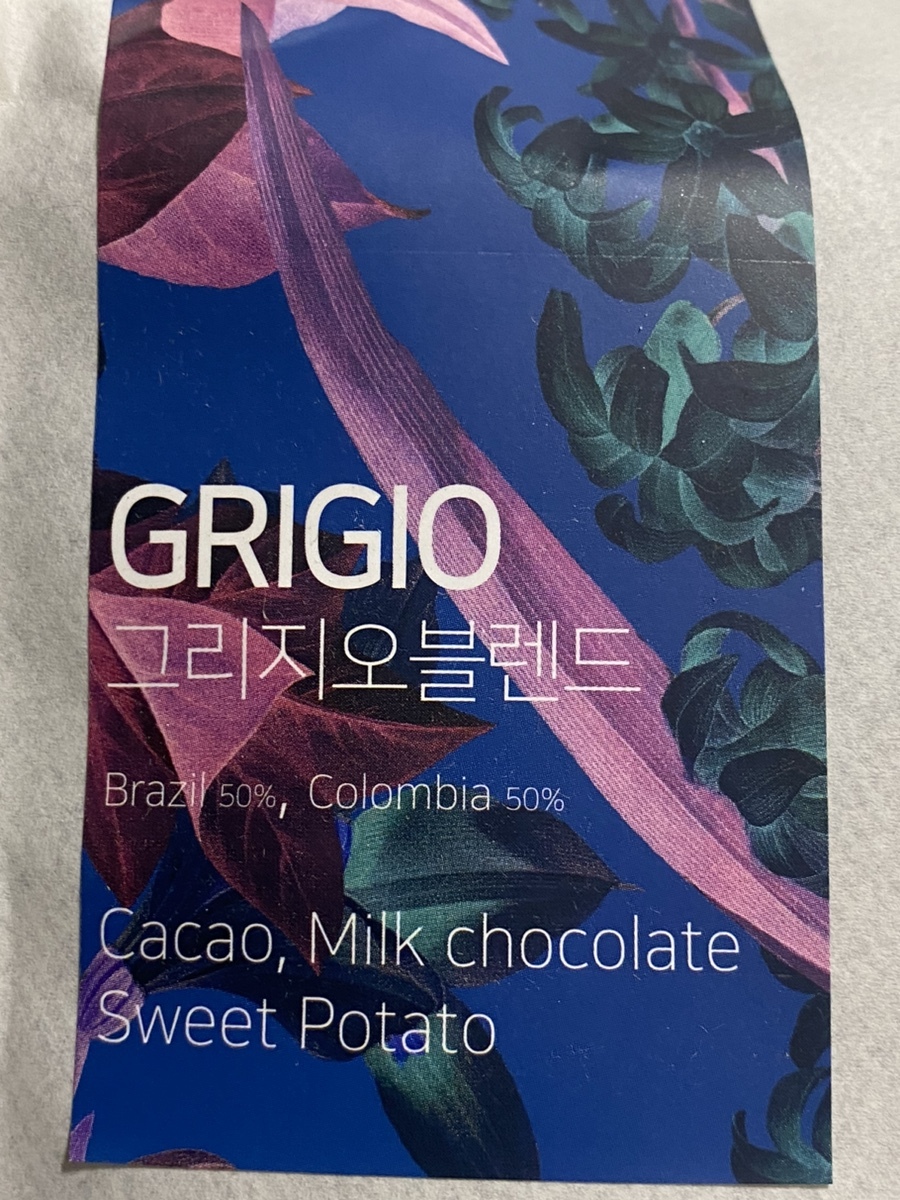 GRIGIO
그리지오블렌드
Brazil 50%, Colombia 50%
Cacao, Milk chocolate
Sweet Potato